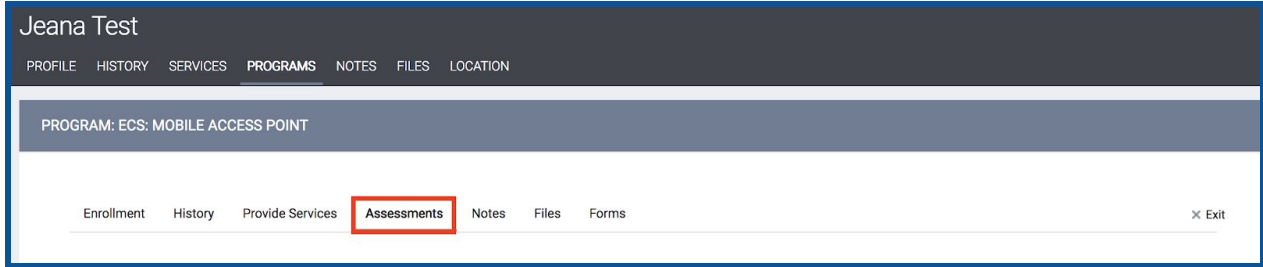 Jeana Test
PROFILE HISTORY SERVICES PROGRAMS NOTES FILES LOCATION
PROGRAM: ECS: MOBILE ACCESS POINT
Enrollment History Provide Services Assessments Notes Files Forms × Exit